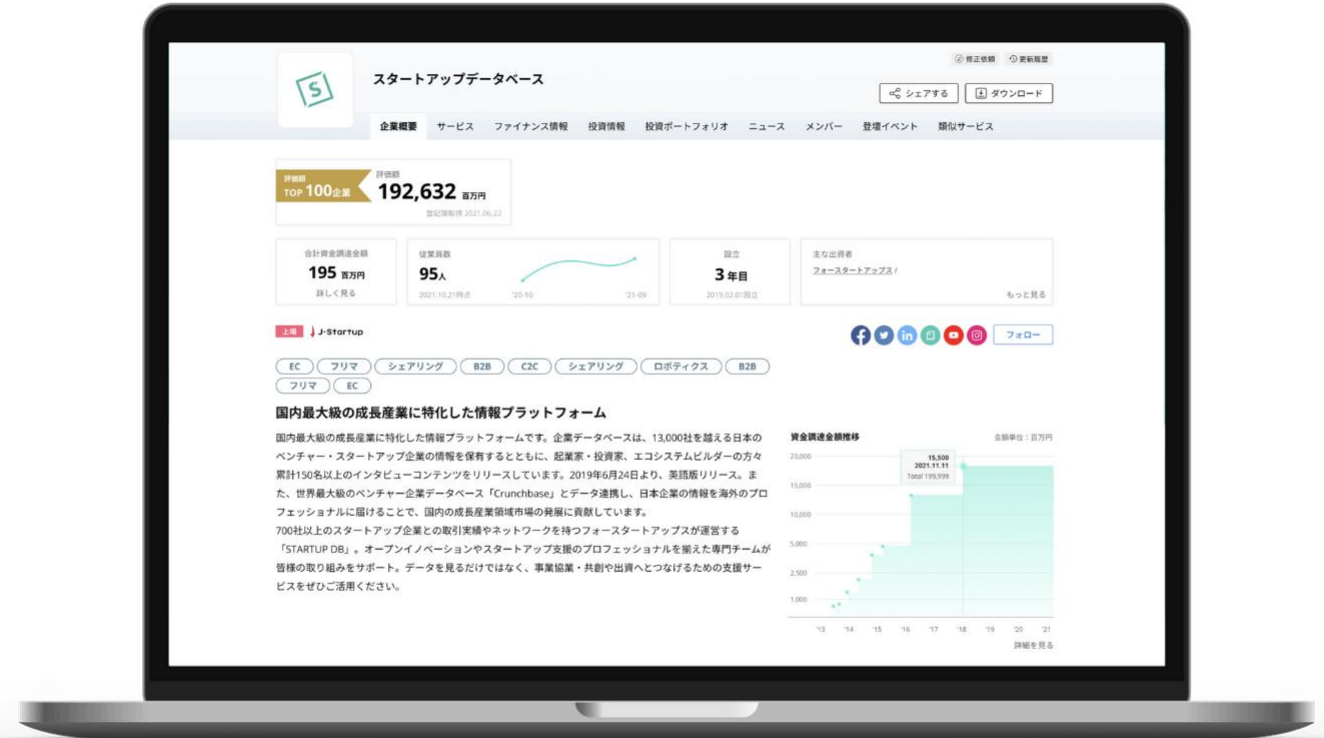 修正依頼 更新履歴
S
スタートアップデータベース
シェアする ダウンロード
企業概要 サービス ファイナンス情報 投資情報 投資ポートフォリオ ニュース メンバー 登壇イベント 類似サービス
評価額
TOP 100企業
評価額
192,632 百万円
登記簿取得 2021.06.22
合計資金調達金額
195 百万円
詳しく見る
従業員数
95人
2021.10.21時点
'20-10 '21-09
設立
3 年目
2019.02.01設立
主な出資者
フォースタートアップス /
もっと見る
上場 J-Startup
フォロー
EC フリマ シェアリング B2B C2C シェアリング ロボティクス B2B
フリマ EC
国内最大級の成長産業に特化した情報プラットフォーム
国内最大級の成長産業に特化した情報プラットフォームです。企業データベースは、13,000社を越える日本の
ベンチャー・スタートアップ企業の情報を保有するとともに、起業家・投資家、エコシステムビルダーの方々
累計150名以上のインタビューコンテンツをリリースしています。2019年6月24日より、英語版リリース。ま
た、世界最大級のベンチャー企業データベース「Crunchbase」とデータ連携し、日本企業の情報を海外のプロ
フェッショナルに届けることで、国内の成長産業領域市場の発展に貢献しています。
700社以上のスタートアップ企業との取引実績やネットワークを持つフォースタートアップスが運営する
「STARTUP DB」。オープンイノベーションやスタートアップ支援のプロフェッショナルを揃えた専門チームが
皆様の取り組みをサポート。データを見るだけではなく、事業協業・共創や出資へとつなげるための支援サー
ビスをぜひご活用ください。
資金調達金額推移 金額単位：百万円
20,000
15,500
2021.11.11
Total 199,999
15,000
10,000
5,000
2,500
1,000
'13 '14 '15 '16 '17 '18 '19 '20 '21
詳細を見る